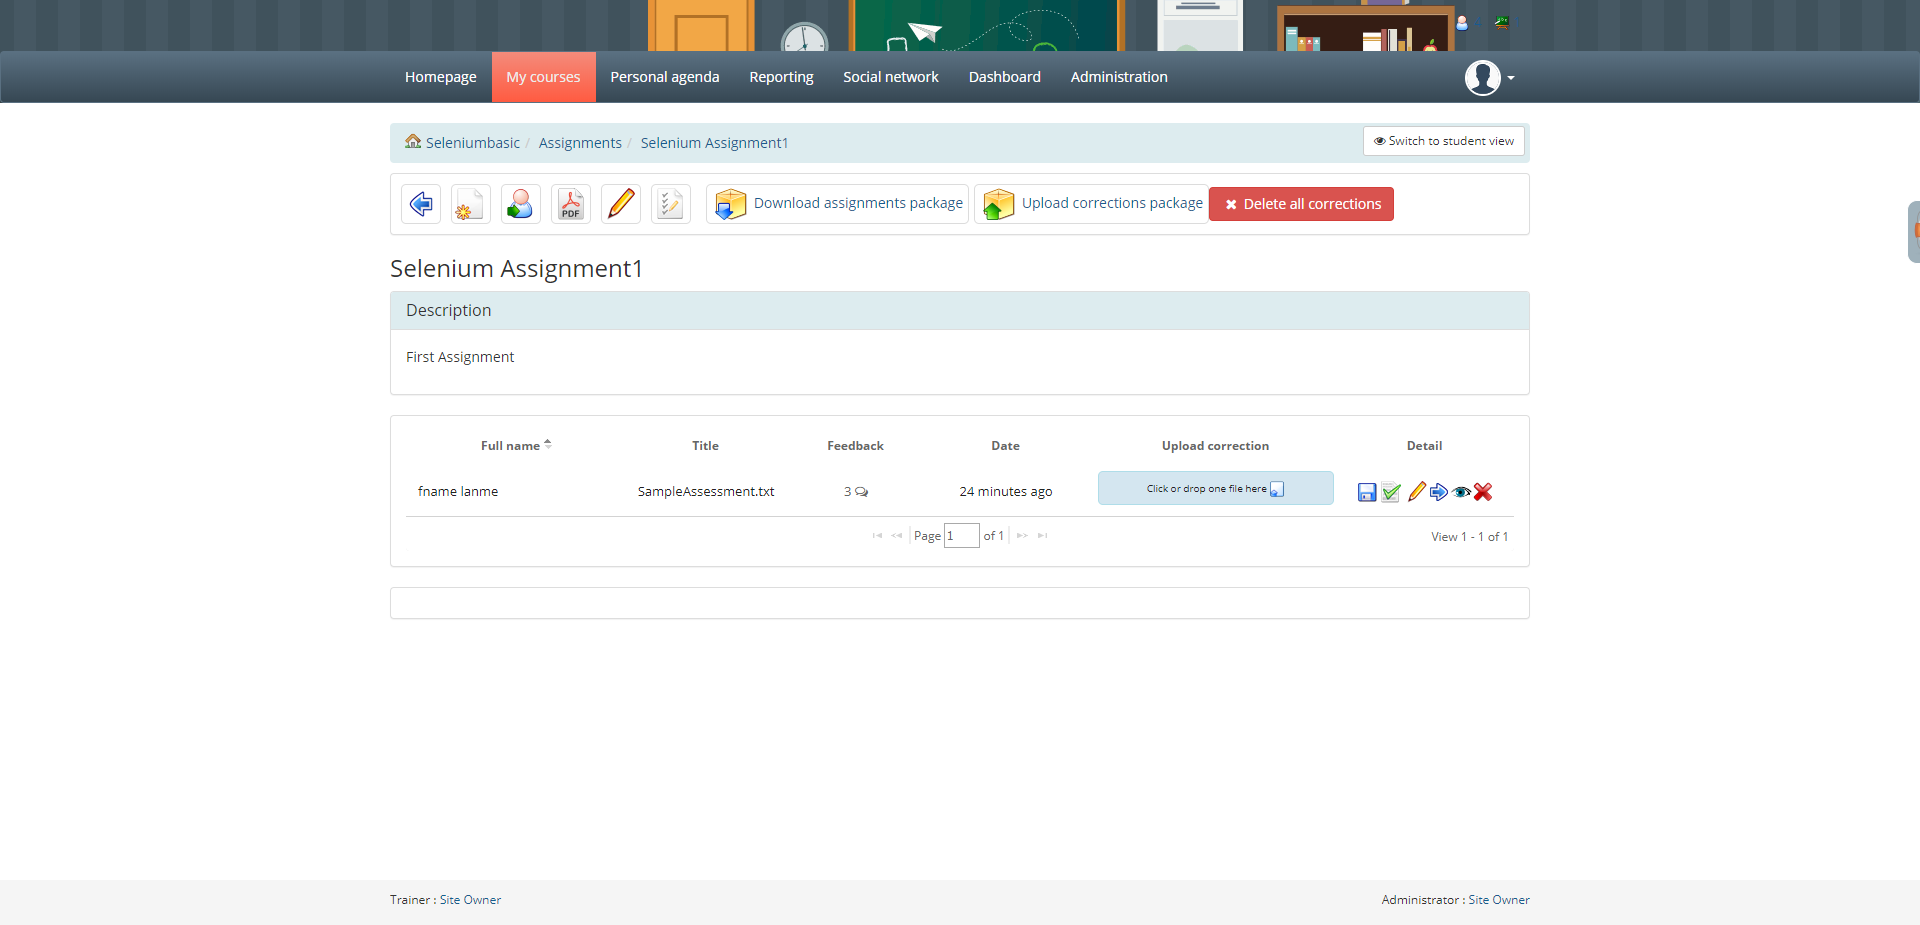 Homepage My courses Personal agenda Reporting Social network Dashboard Administration
Seleniumbasic / Assignments / Selenium Assignment1 Switch to student view
PDF Download assignments package Upload corrections package Delete all corrections
Selenium Assignment1
Description
First Assignment
Full name Title Feedback Date Upload correction Detail
fname lanme SampleAssessment.txt 3 24 minutes ago Click or drop one file here
Page 1 of 1 View 1 - 1 of 1
Trainer : Site Owner Administrator : Site Owner